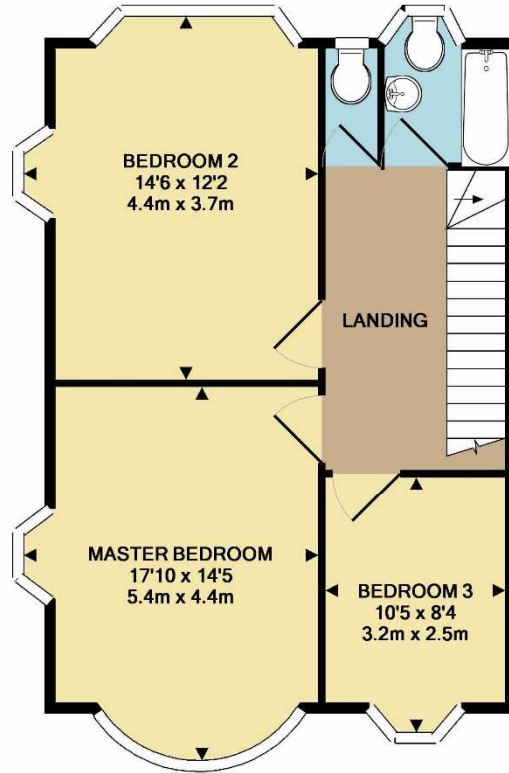 BEDROOM 2
14'6 x 12'2
4.4m x 3.7m
LANDING
MASTER BEDROOM
17'10 x 14'5
5.4m x 4.4m
BEDROOM 3
10'5 x 8'4
3.2m x 2.5m